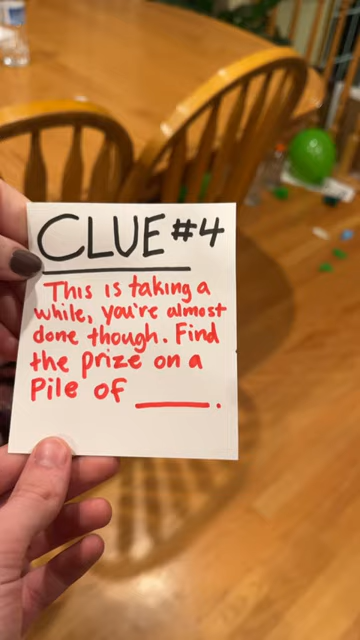 CLUE #4
This is taking a
while, you're almost
done though. Find
the prize on a
Pile of ______.